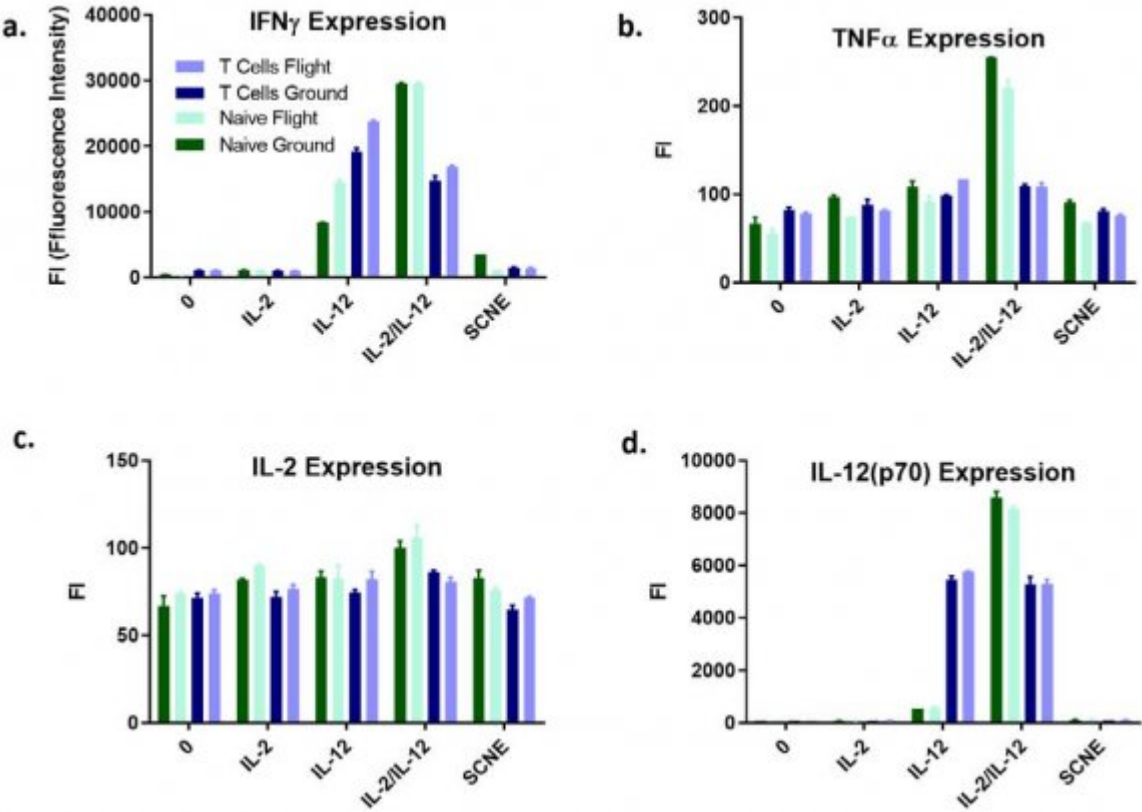 a.
IFNγ Expression
FI (Ffluorescence Intensity)
40000
30000
20000
10000
0
T Cells Flight
T Cells Ground
Naive Flight
Naive Ground
0 IL-2 IL-12 IL-2/IL-12 SCNE
b.
TNFα Expression
FI
300
200
100
0
0 IL-2 IL-12 IL-2/IL-12 SCNE
c.
IL-2 Expression
FI
150
100
50
0
0 IL-2 IL-12 IL-2/IL-12 SCNE
d.
IL-12(p70) Expression
FI
10000
8000
6000
4000
2000
0
0 IL-2 IL-12 IL-2/IL-12 SCNE